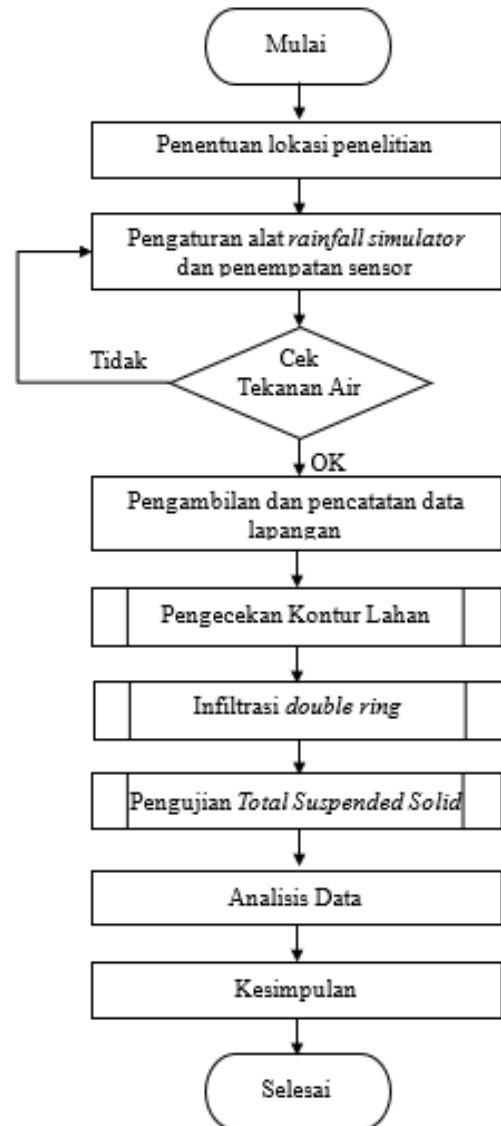 Mulai
Penentuan lokasi penelitian
Pengaturan alat rainfall simulator
dan penempatan sensor
Tidak
Cek
Tekanan Air
OK
Pengambilan dan pencatatan data
lapangan
Pengecekan Kontur Lahan
Infiltrasi double ring
Pengujian Total Suspended Solid
Analisis Data
Kesimpulan
Selesai